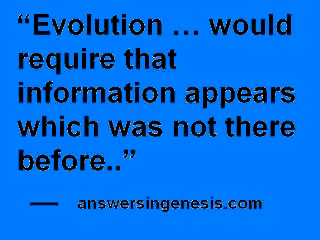 “Evolution … would
require that
information appears
which was not there
before..”
— answersingenesis.com